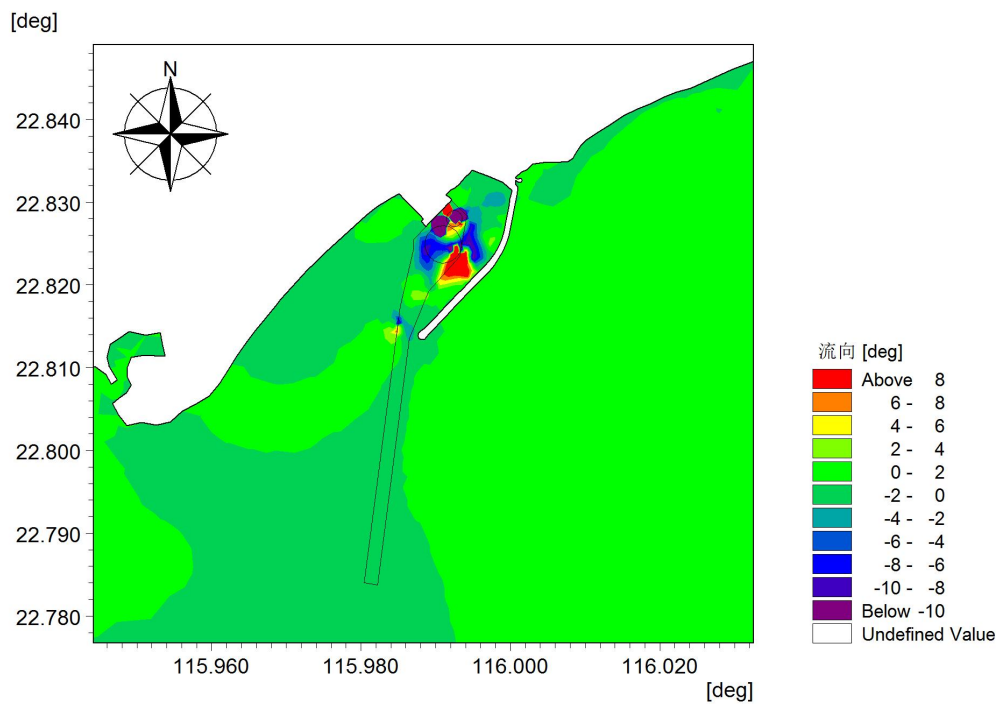 [deg]
N
22.840
22.830
22.820
22.810
22.800
22.790
22.780
115.960 115.980 116.000 116.020
[deg]
流向 [deg]
Above 8
6 - 8
4 - 6
2 - 4
0 - 2
-2 - 0
-4 - -2
-6 - -4
-8 - -6
-10 - -8
Below -10
Undefined Value